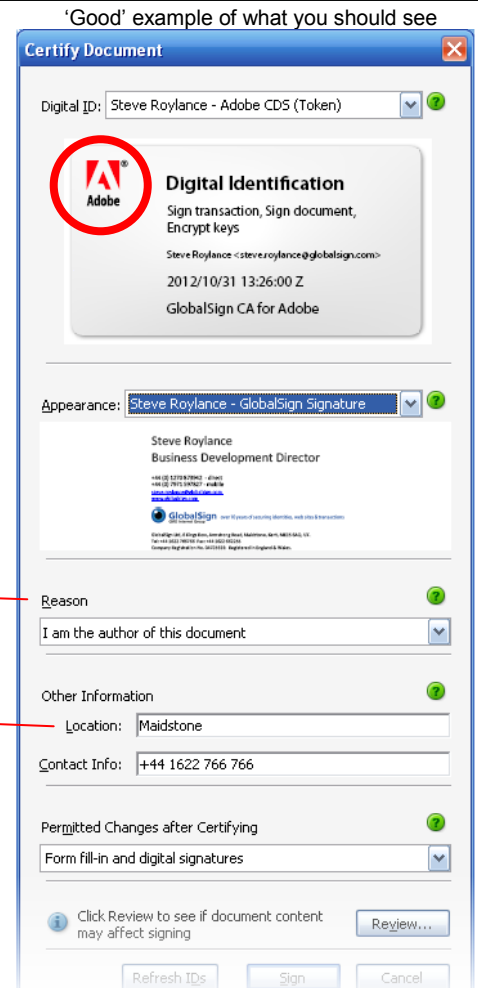 ‘Good’ example of what you should see
Certify Document
Digital ID: Steve Roylance - Adobe CDS (Token)
Adobe
Digital Identification
Sign transaction, Sign document,
Encrypt keys
Steve Roylance <steve.roylance@globalsign.com>
2012/10/31 13:26:00 Z
GlobalSign CA for Adobe
Appearance: Steve Roylance - GlobalSign Signature
Steve Roylance
Business Development Director
GlobalSign
Reason
I am the author of this document
Other Information
Location: Maidstone
Contact Info: +44 1622 766 766
Permitted Changes after Certifying
Form fill-in and digital signatures
Click Review to see if document content
may affect signing
Review...
Refresh IDs Sign Cancel